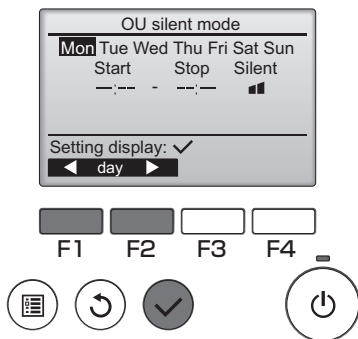 OU silent mode
Mon Tue Wed Thu Fri Sat Sun
Start Stop Silent
--:-- - --:--
Setting display: ✓
◀ day ▶
F1 F2 F3 F4